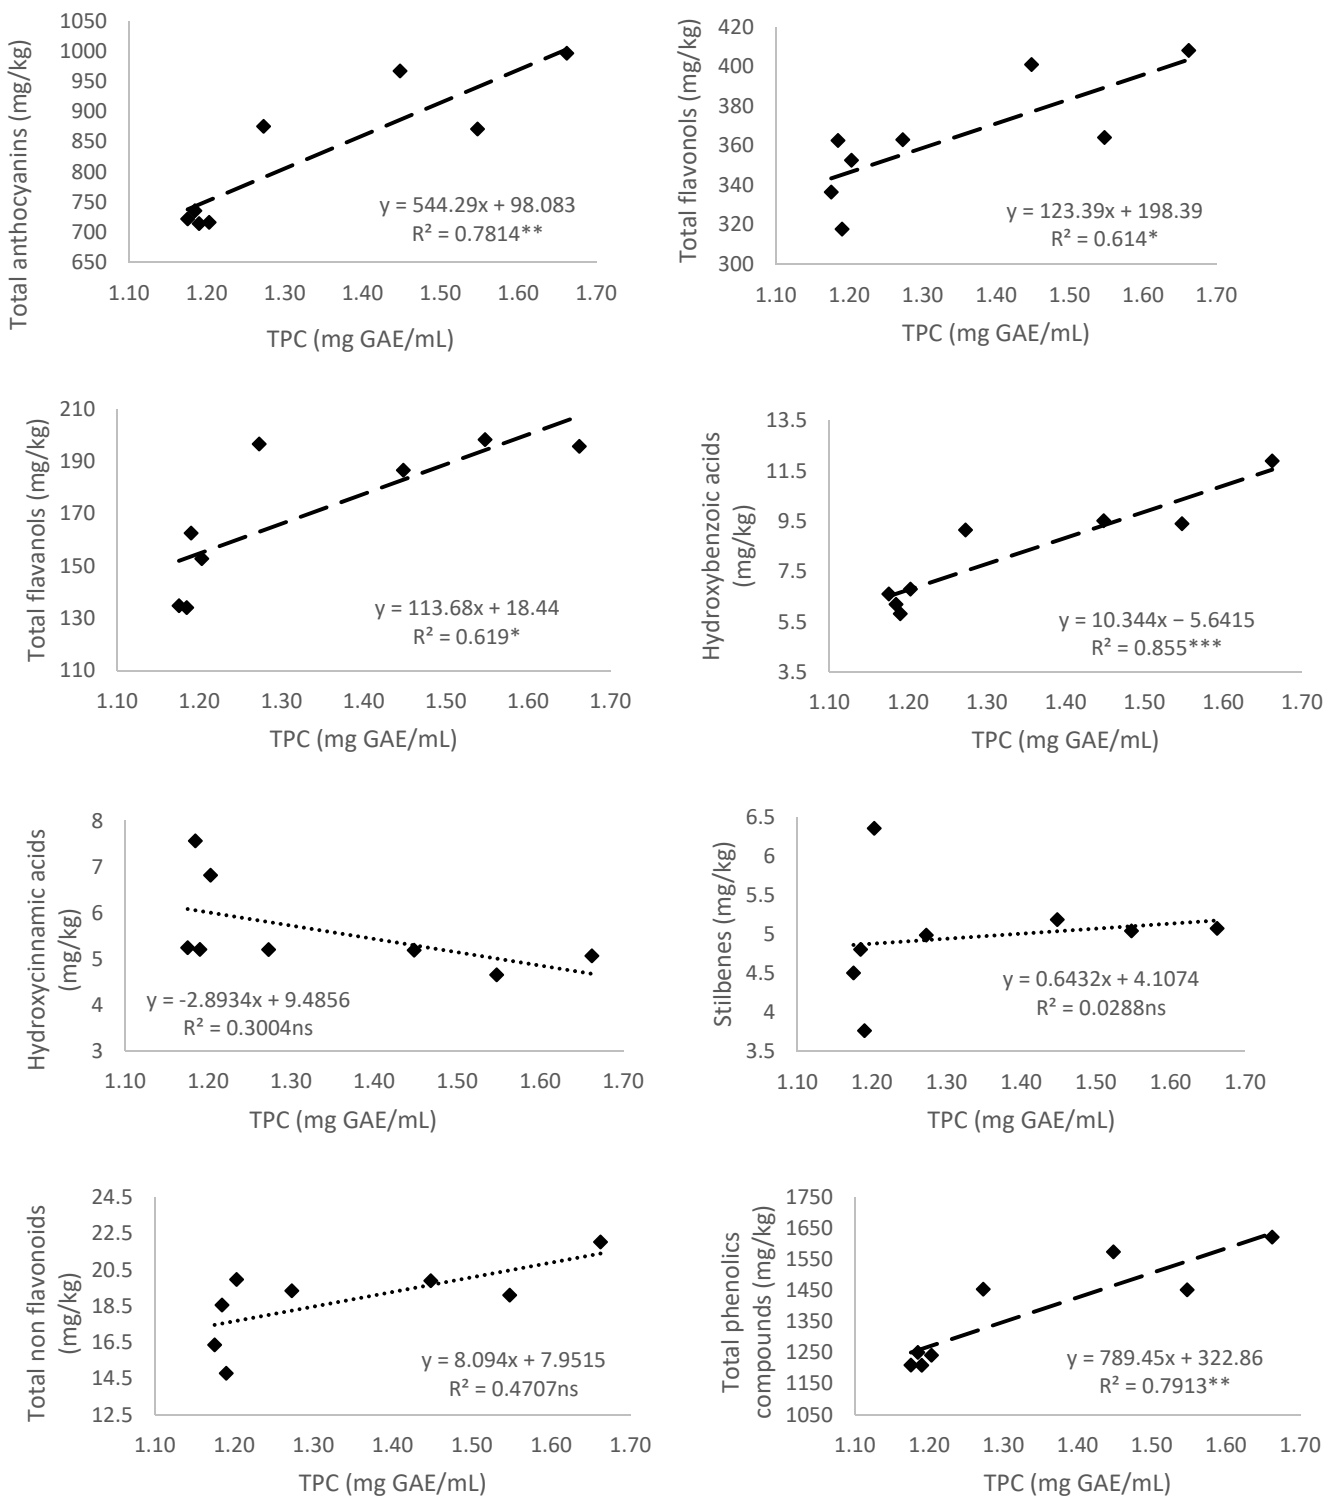 Total anthocyanins (mg/kg)
1050
1000
950
900
850
800
750
700
650
y = 544.29x + 98.083
R² = 0.7814**
1.10 1.20 1.30 1.40 1.50 1.60 1.70
TPC (mg GAE/mL)
Total flavonols (mg/kg)
420
400
380
360
340
320
300
y = 123.39x + 198.39
R² = 0.614*
1.10 1.20 1.30 1.40 1.50 1.60 1.70
TPC (mg GAE/mL)
Total flavanols (mg/kg)
210
190
170
150
130
110
y = 113.68x + 18.44
R² = 0.619*
1.10 1.20 1.30 1.40 1.50 1.60 1.70
TPC (mg GAE/mL)
Hydroxybenzoic acids
(mg/kg)
13.5
11.5
9.5
7.5
5.5
3.5
y = 10.344x – 5.6415
R² = 0.855***
1.10 1.20 1.30 1.40 1.50 1.60 1.70
TPC (mg GAE/mL)
Hydroxycinnamic acids
(mg/kg)
8
7
6
5
4
3
y = -2.8934x + 9.4856
R² = 0.3004ns
1.10 1.20 1.30 1.40 1.50 1.60 1.70
TPC (mg GAE/mL)
Stilbenes (mg/kg)
6.5
6
5.5
5
4.5
4
3.5
y = 0.6432x + 4.1074
R² = 0.0288ns
1.10 1.20 1.30 1.40 1.50 1.60 1.70
TPC (mg GAE/mL)
Total non flavonoids
(mg/kg)
24.5
22.5
20.5
18.5
16.5
14.5
12.5
y = 8.094x + 7.9515
R² = 0.4707ns
1.10 1.20 1.30 1.40 1.50 1.60 1.70
TPC (mg GAE/mL)
Total phenolics
compounds (mg/kg)
1750
1650
1550
1450
1350
1250
1150
1050
y = 789.45x + 322.86
R² = 0.7913**
1.10 1.20 1.30 1.40 1.50 1.60 1.70
TPC (mg GAE/mL)